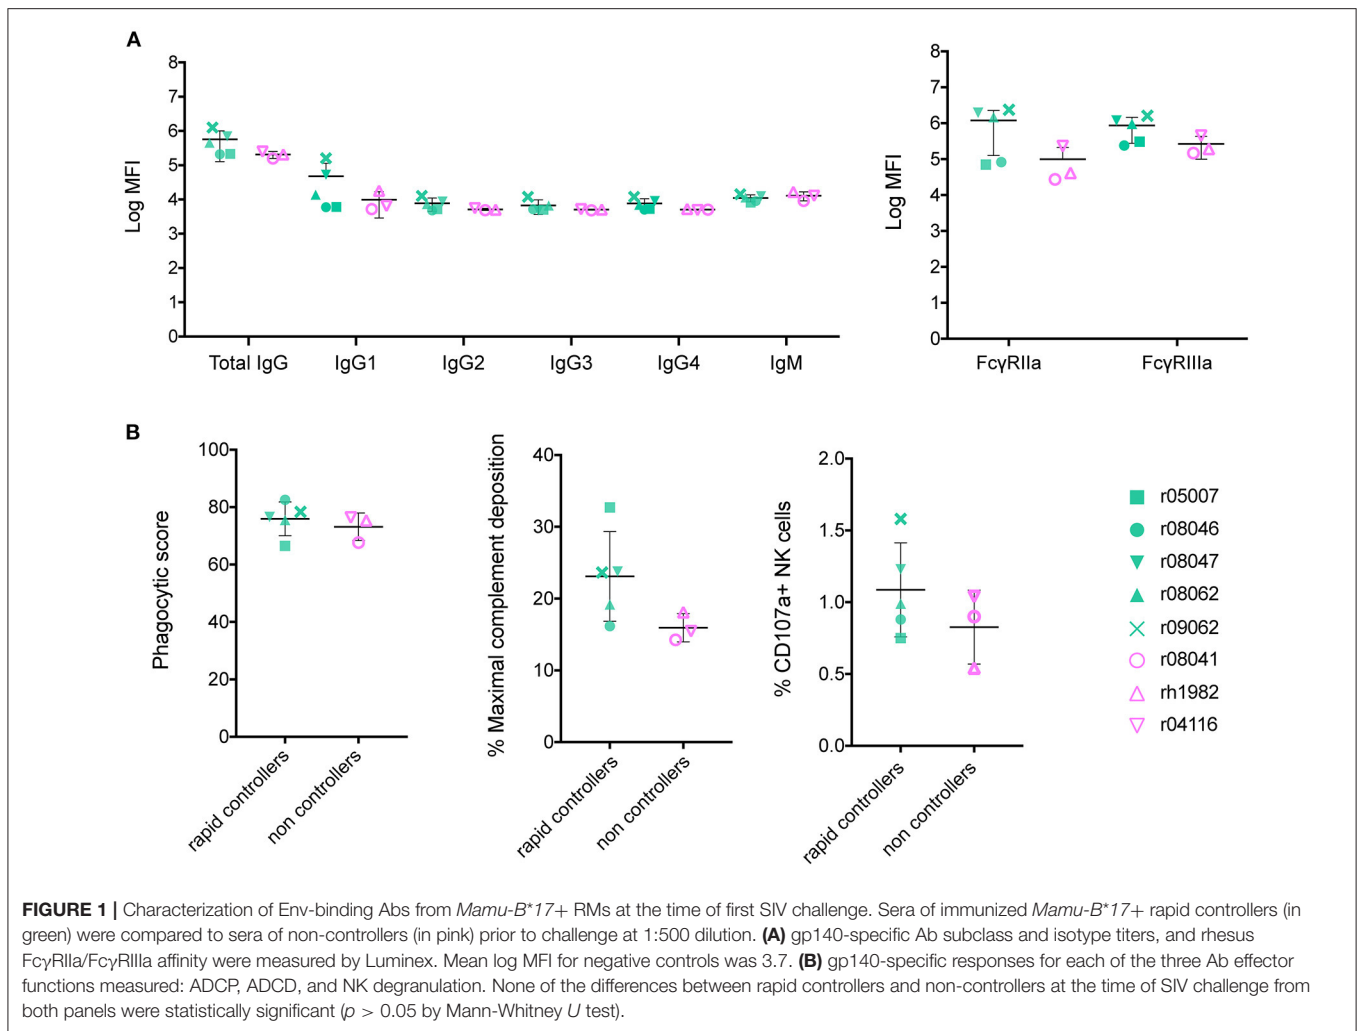 A
8
7
6
5
4
3
2
1
0
Log MFI
Total IgG
IgG1
IgG2
IgG3
IgG4
IgM
8
7
6
5
4
3
2
1
0
Log MFI
FcγRIIa
FcγRIIIa
B
100
80
60
40
20
0
Phagocytic score
rapid controllers
non controllers
40
30
20
10
0
% Maximal complement deposition
rapid controllers
non controllers
2.0
1.5
1.0
0.5
0.0
% CD107a+ NK cells
rapid controllers
non controllers
r05007
r08046
r08047
r08062
r09062
r08041
rh1982
r04116
FIGURE 1 | Characterization of Env-binding Abs from Mamu-B*17+ RMs at the time of first SIV challenge. Sera of immunized Mamu-B*17+ rapid controllers (in
green) were compared to sera of non-controllers (in pink) prior to challenge at 1:500 dilution. (A) gp140-specific Ab subclass and isotype titers, and rhesus
FcγRIIa/FcγRIIIa affinity were measured by Luminex. Mean log MFI for negative controls was 3.7. (B) gp140-specific responses for each of the three Ab effector
functions measured: ADCP, ADCD, and NK degranulation. None of the differences between rapid controllers and non-controllers at the time of SIV challenge from
both panels were statistically significant (p > 0.05 by Mann-Whitney U test).